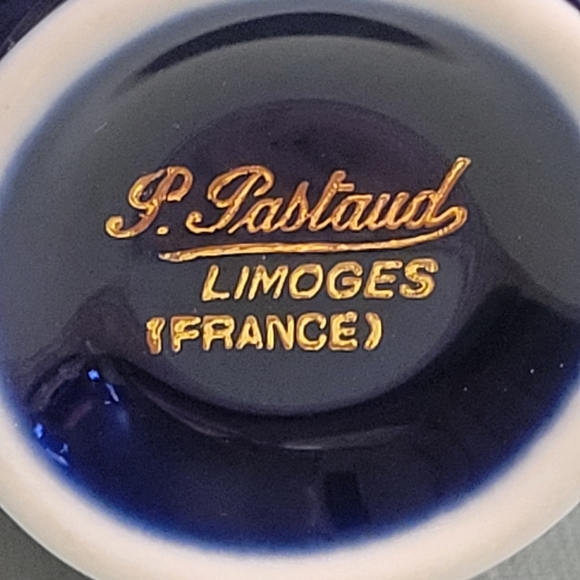 P. Pastaud
LIMOGES
(FRANCE)